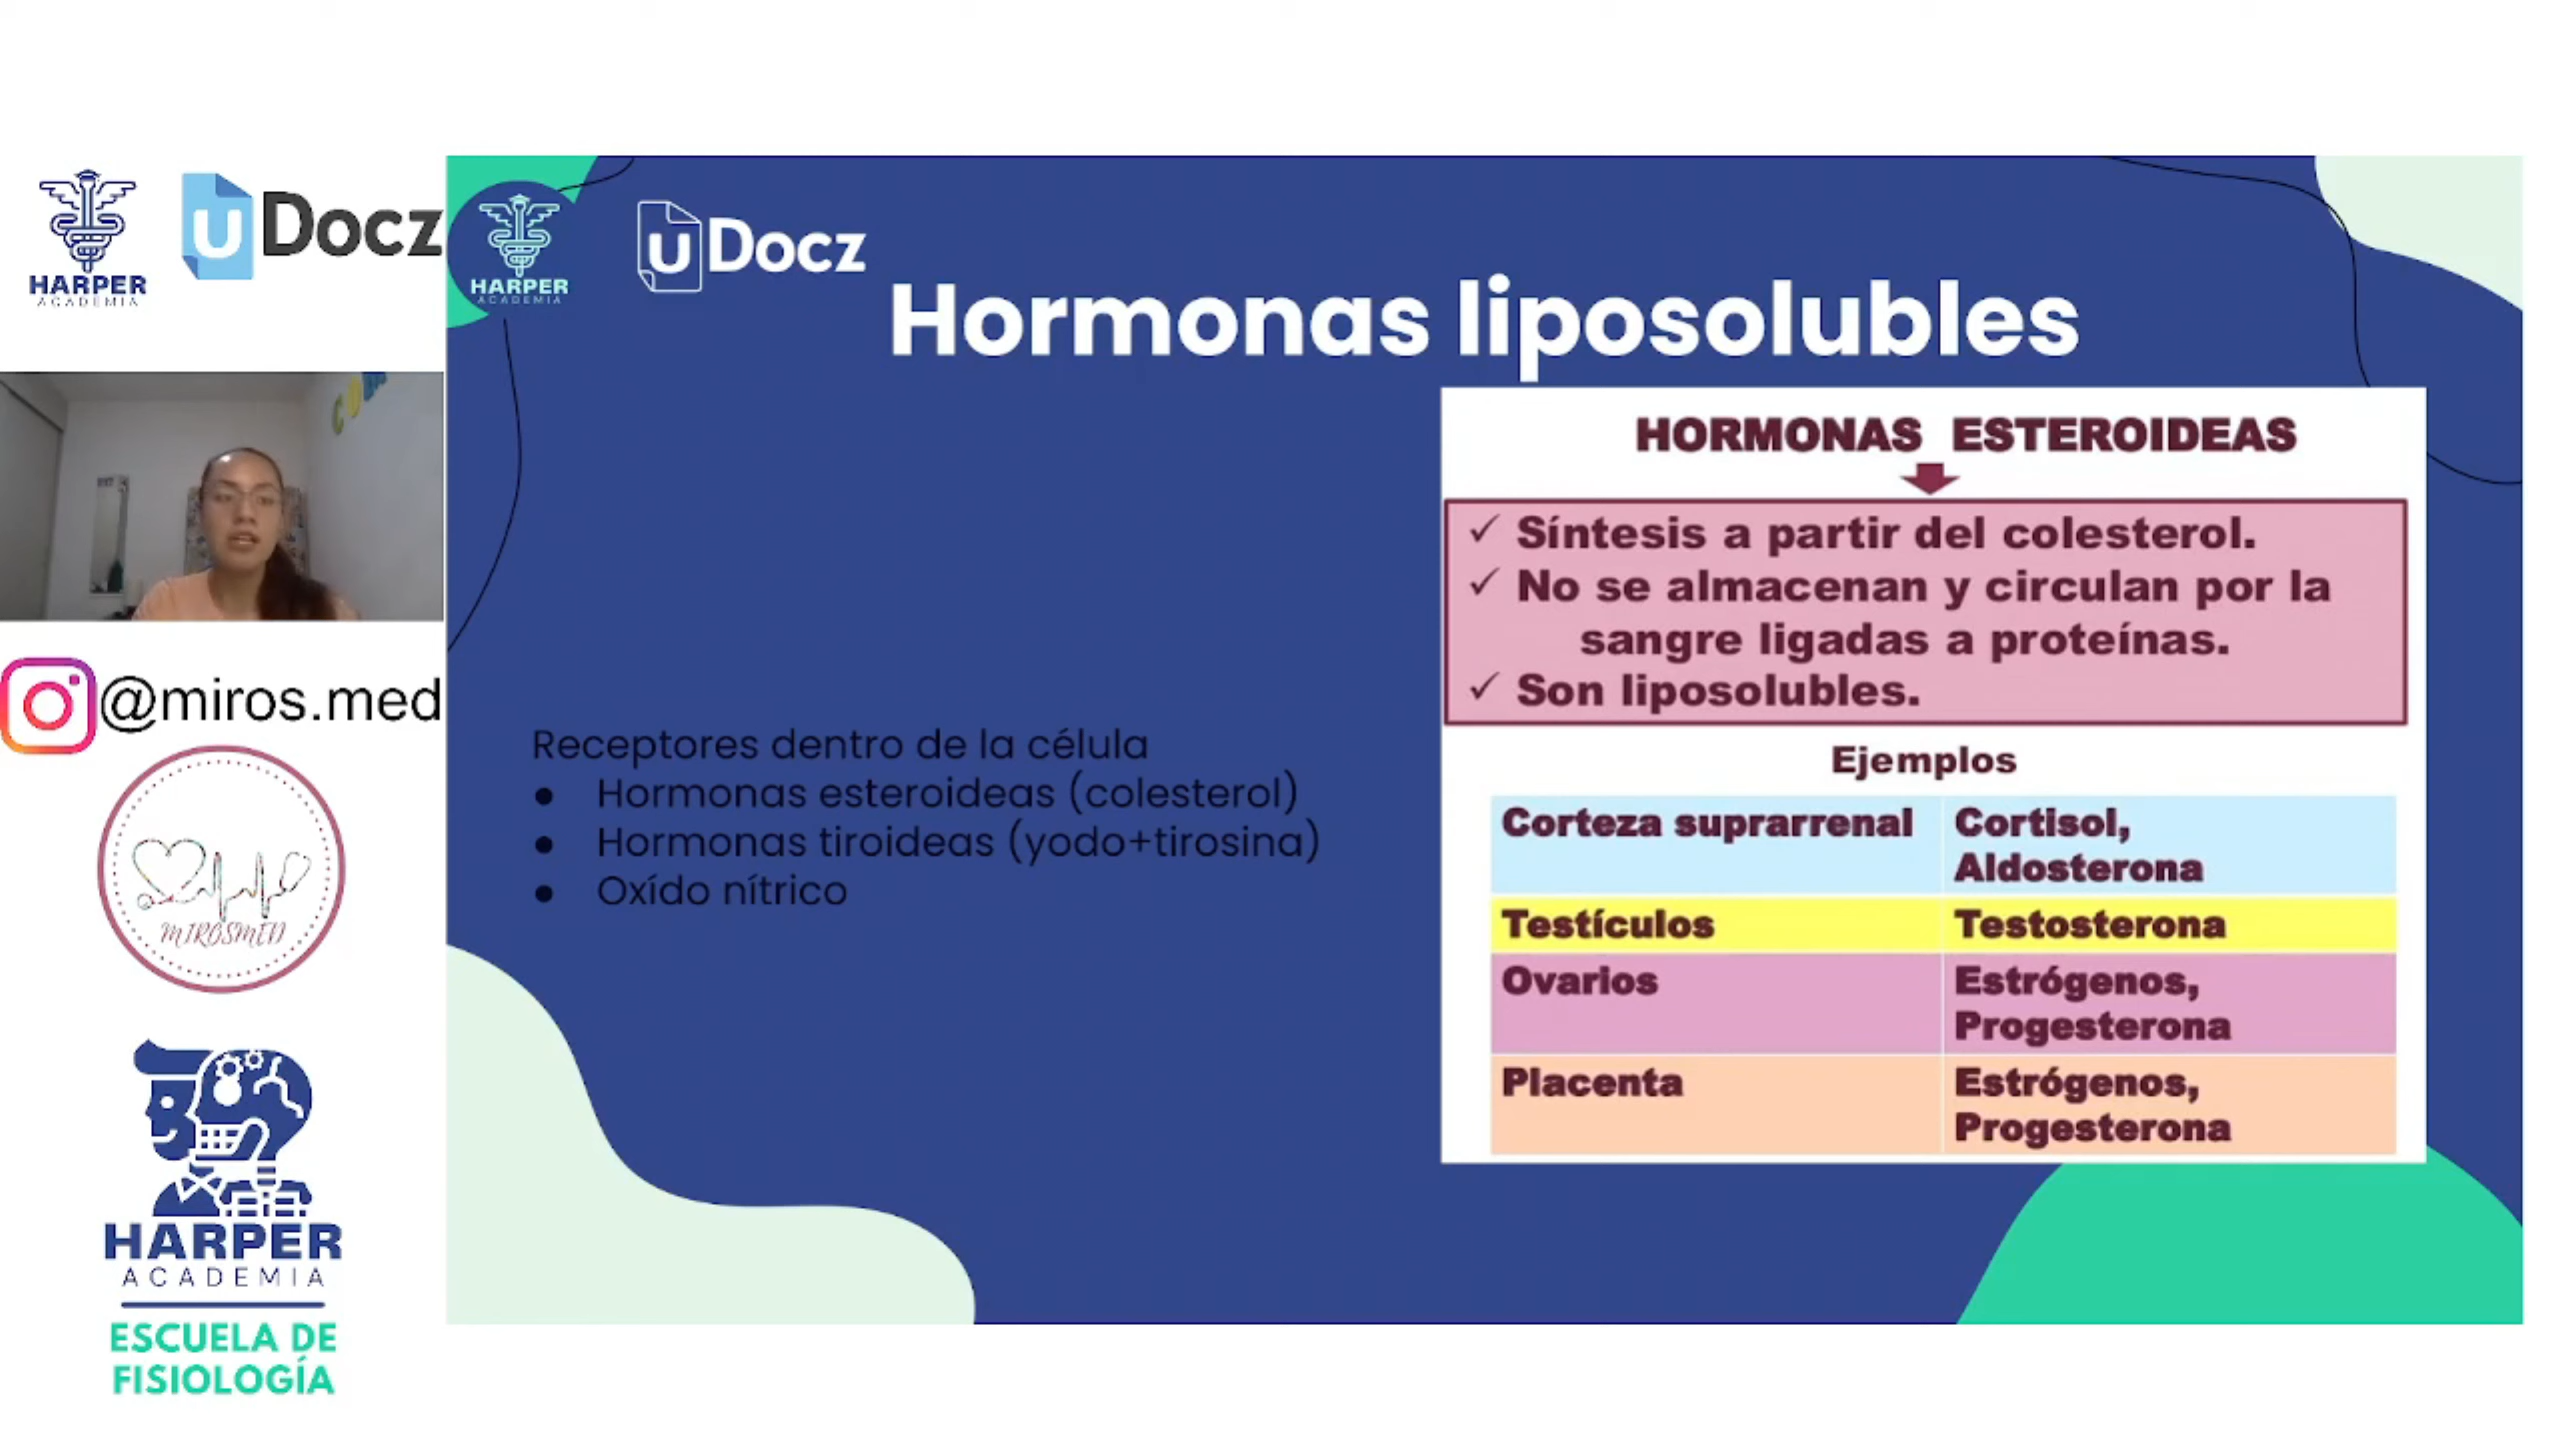 HARPER
ACADEMIA
u Docz
@miros.med
MIROSMED
HARPER
ACADEMIA
ESCUELA DE
FISIOLOGÍA
HARPER
ACADEMIA
u Docz
Hormonas liposolubles
Receptores dentro de la célula
● Hormonas esteroideas (colesterol)
● Hormonas tiroideas (yodo+tirosina)
● Oxído nítrico
HORMONAS ESTEROIDEAS
✓ Síntesis a partir del colesterol.
✓ No se almacenan y circulan por la
sangre ligadas a proteínas.
✓ Son liposolubles.
Ejemplos
Corteza suprarrenal Cortisol,
Aldosterona
Testículos Testosterona
Ovarios Estrógenos,
Progesterona
Placenta Estrógenos,
Progesterona